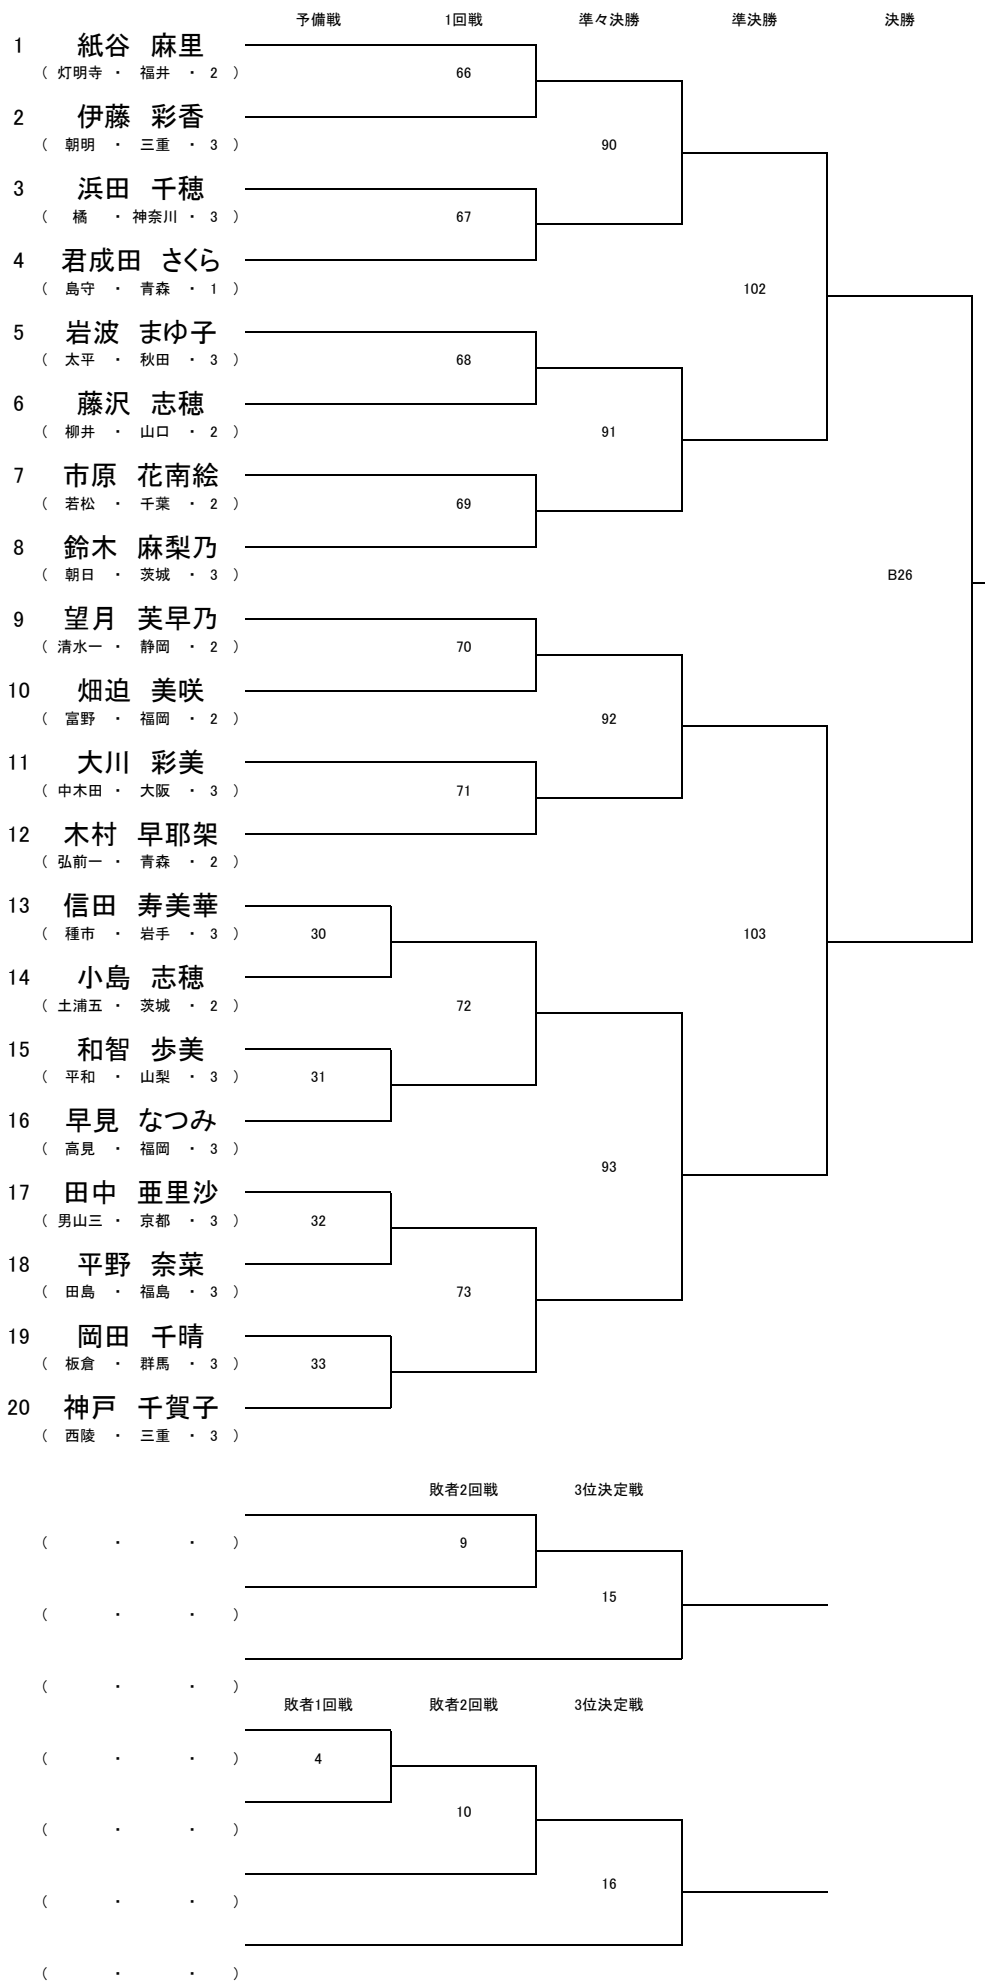 予備戦 1回戦 準々決勝 準決勝 決勝
1 紙谷 麻里
( 灯明寺 ・ 福井 ・ 2 ) 66
2 伊藤 彩香
( 朝明 ・ 三重 ・ 3 ) 90
3 浜田 千穂
( 橘 ・ 神奈川 ・ 3 ) 67
4 君成田 さくら
( 島守 ・ 青森 ・ 1 ) 102
5 岩波 まゆ子
( 太平 ・ 秋田 ・ 3 ) 68
6 藤沢 志穂
( 柳井 ・ 山口 ・ 2 ) 91
7 市原 花南絵
( 若松 ・ 千葉 ・ 2 ) 69
8 鈴木 麻梨乃
( 朝日 ・ 茨城 ・ 3 ) B26
9 望月 芙早乃
( 清水一 ・ 静岡 ・ 2 ) 70
10 畑迫 美咲
( 富野 ・ 福岡 ・ 2 ) 92
11 大川 彩美
( 中木田 ・ 大阪 ・ 3 ) 71
12 木村 早耶架
( 弘前一 ・ 青森 ・ 2 )
13 信田 寿美華
( 種市 ・ 岩手 ・ 3 ) 30 103
14 小島 志穂
( 土浦五 ・ 茨城 ・ 2 ) 72
15 和智 歩美
( 平和 ・ 山梨 ・ 3 ) 31
16 早見 なつみ
( 高見 ・ 福岡 ・ 3 ) 93
17 田中 亜里沙
( 男山三 ・ 京都 ・ 3 ) 32
18 平野 奈菜
( 田島 ・ 福島 ・ 3 ) 73
19 岡田 千晴
( 板倉 ・ 群馬 ・ 3 ) 33
20 神戸 千賀子
( 西陵 ・ 三重 ・ 3 )
敗者2回戦 3位決定戦
( ・ ・ ) 9
15
( ・ ・ )
( ・ ・ )
敗者1回戦 敗者2回戦 3位決定戦
( ・ ・ ) 4
10
( ・ ・ )
16
( ・ ・ )
( ・ ・ )